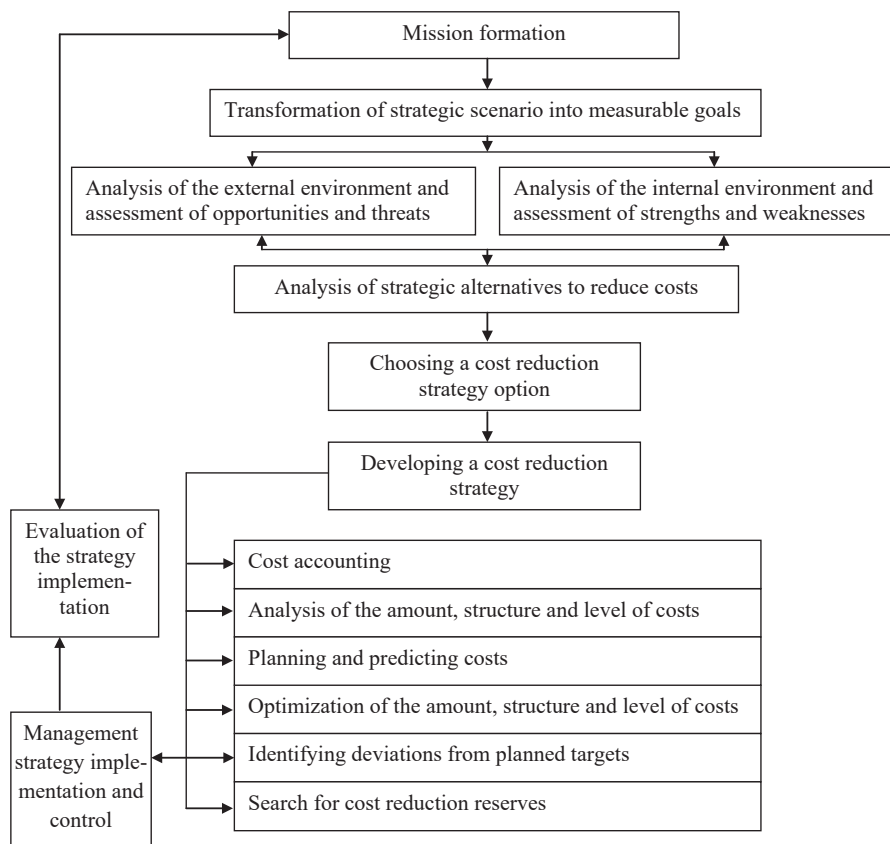 Mission formation
Transformation of strategic scenario into measurable goals
Analysis of the external environment and
assessment of opportunities and threats
Analysis of the internal environment and
assessment of strengths and weaknesses
Analysis of strategic alternatives to reduce costs
Choosing a cost reduction
strategy option
Developing a cost reduction
strategy
Evaluation of
the strategy
implemen-
tation
Cost accounting
Analysis of the amount, structure and level of costs
Planning and predicting costs
Optimization of the amount, structure and level of costs
Identifying deviations from planned targets
Search for cost reduction reserves
Management
strategy imple-
mentation and
control